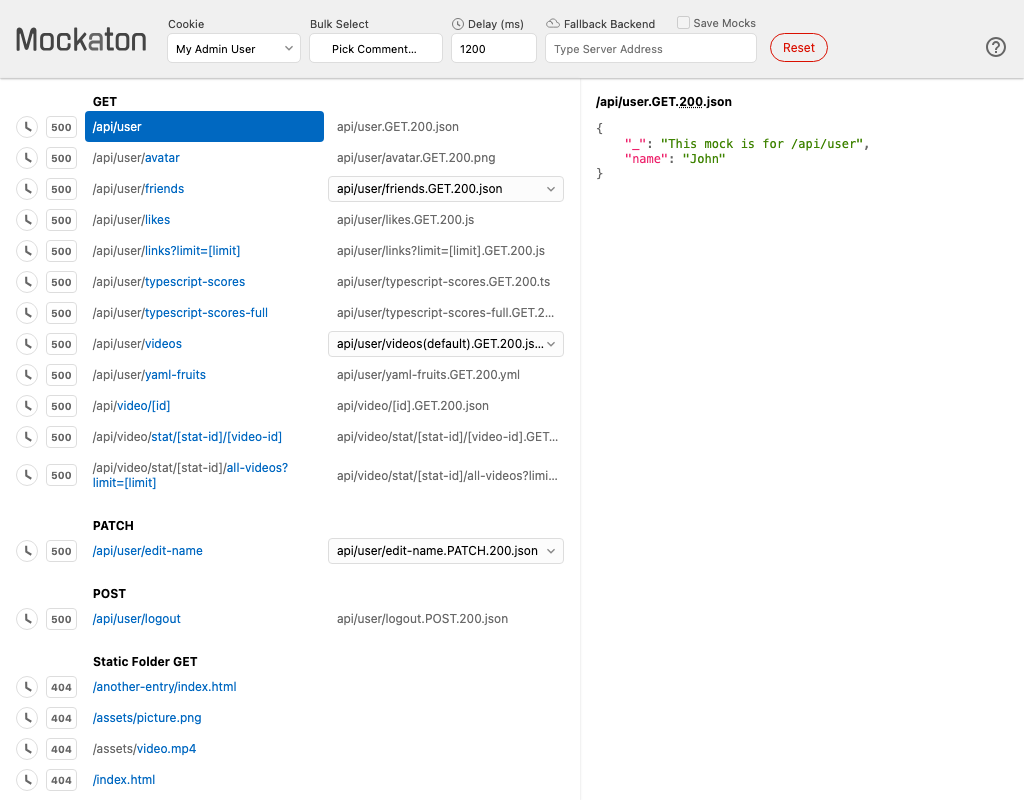 Mockaton
Cookie
My Admin User
Bulk Select
Pick Comment...
Delay (ms)
1200
Fallback Backend
Type Server Address
Save Mocks
Reset
?
GET
500 /api/user api/user.GET.200.json
500 /api/user/avatar api/user/avatar.GET.200.png
500 /api/user/friends api/user/friends.GET.200.json
500 /api/user/likes api/user/likes.GET.200.js
500 /api/user/links?limit=[limit] api/user/links?limit=[limit].GET.200.js
500 /api/user/typescript-scores api/user/typescript-scores.GET.200.ts
500 /api/user/typescript-scores-full api/user/typescript-scores-full.GET.2...
500 /api/user/videos api/user/videos(default).GET.200.js...
500 /api/user/yaml-fruits api/user/yaml-fruits.GET.200.yml
500 /api/video/[id] api/video/[id].GET.200.json
500 /api/video/stat/[stat-id]/[video-id] api/video/stat/[stat-id]/[video-id].GET...
500 /api/video/stat/[stat-id]/all-videos? api/video/stat/[stat-id]/all-videos?limi...
limit=[limit]
PATCH
500 /api/user/edit-name api/user/edit-name.PATCH.200.json
POST
500 /api/user/logout api/user/logout.POST.200.json
Static Folder GET
404 /another-entry/index.html
404 /assets/picture.png
404 /assets/video.mp4
404 /index.html
/api/user.GET.200.json
{
"_": "This mock is for /api/user",
"name": "John"
}